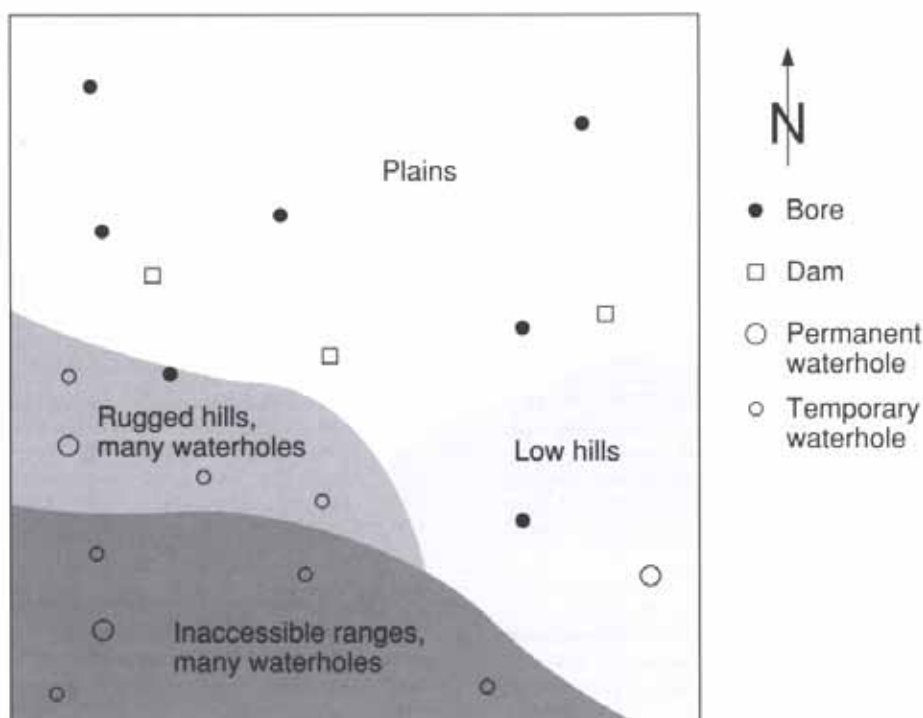 Plains
Rugged hills,
many waterholes
Low hills
Inaccessible ranges,
many waterholes
N
Bore
Dam
Permanent
waterhole
Temporary
waterhole